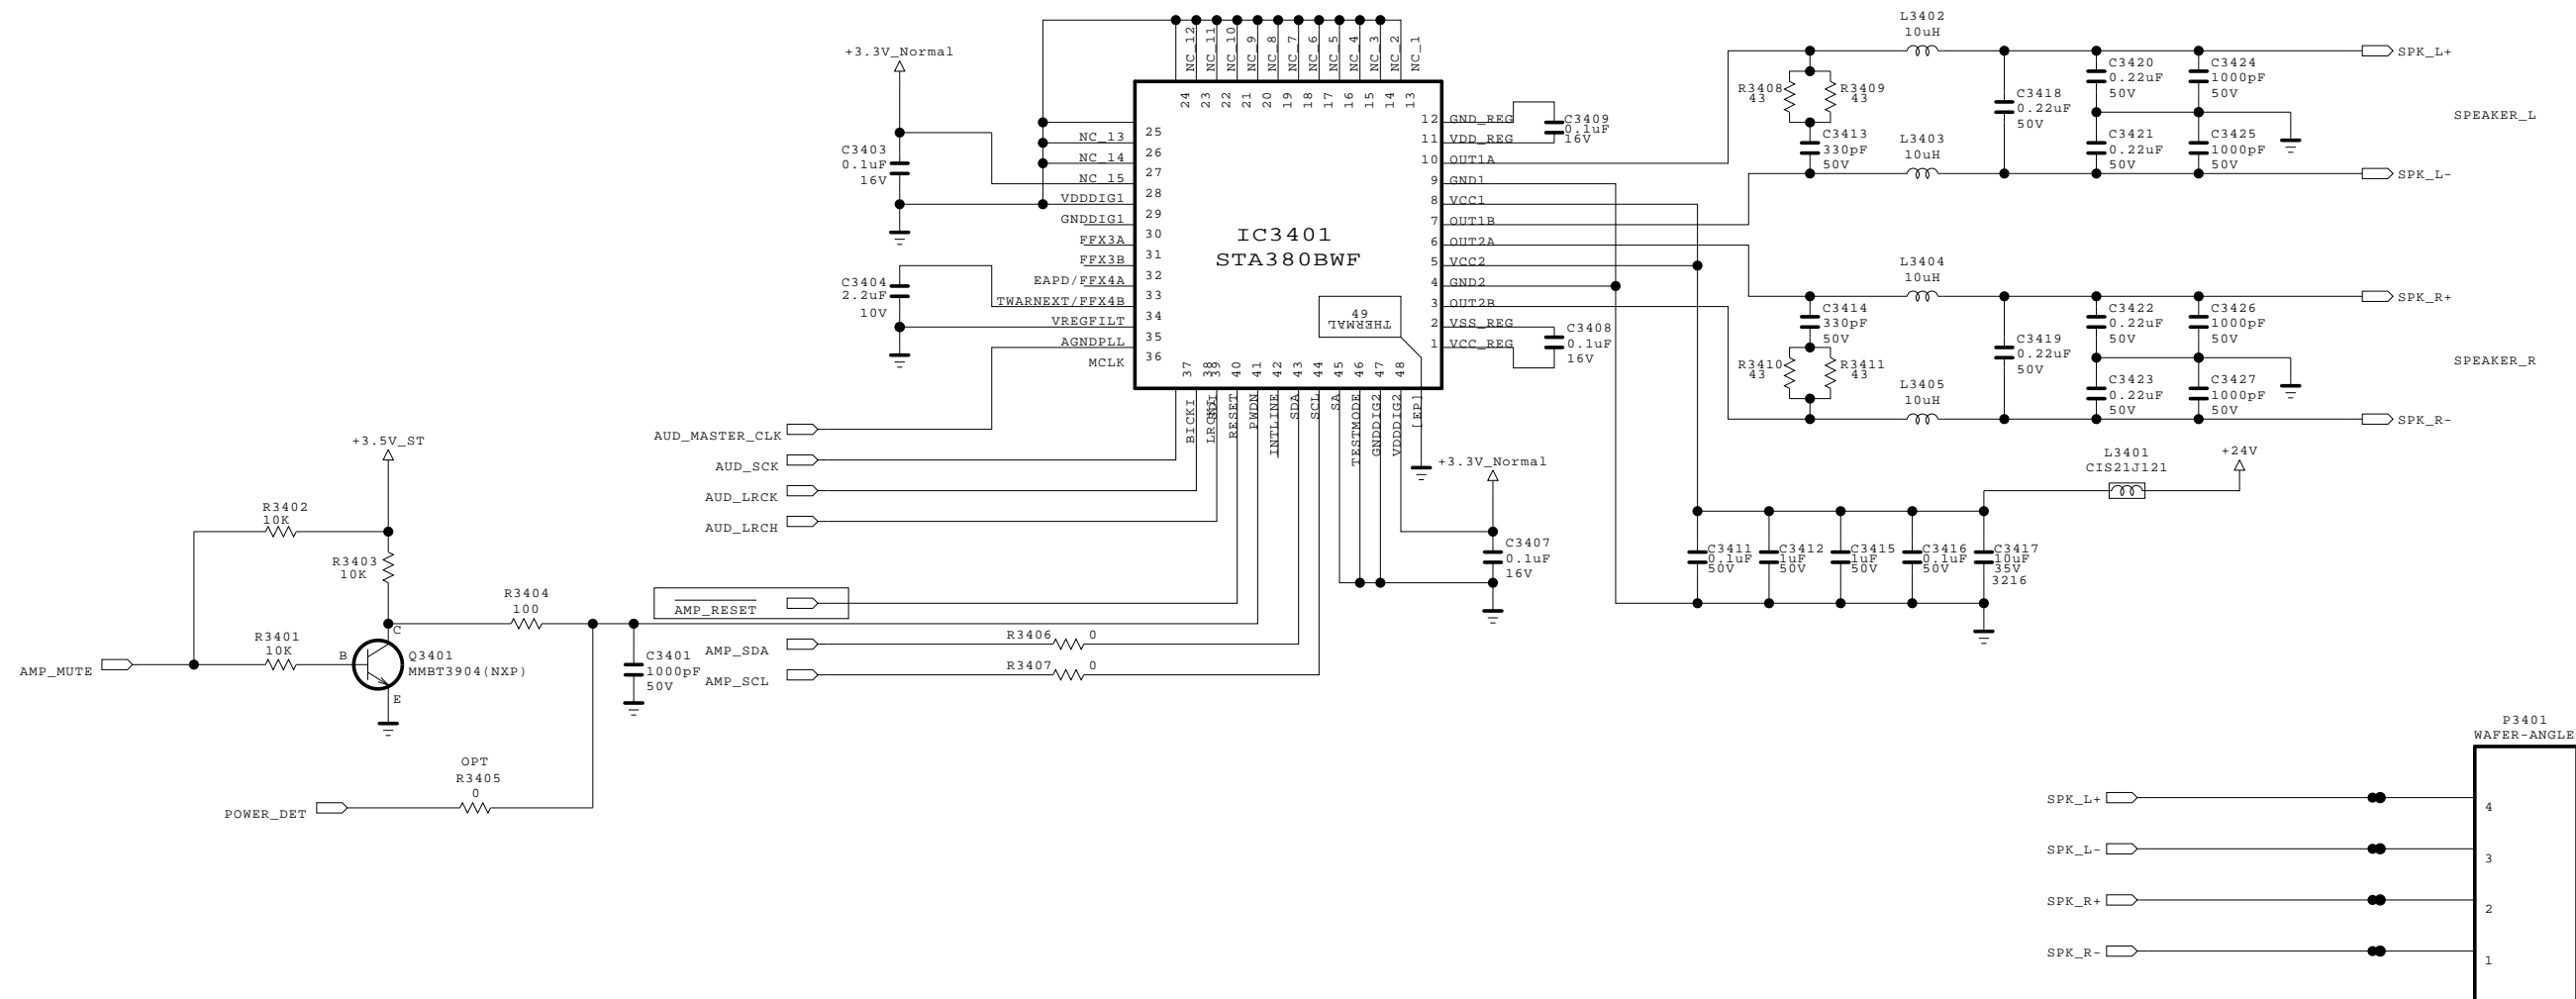 +3.3V_Normal
C3403
0.1uF
16V
C3404
2.2uF
10V
NC_12
NC_11
NC_10
NC_9
NC_8
NC_7
NC_6
NC_5
NC_4
NC_3
NC_2
NC_1
24
23
22
21
20
19
18
17
16
15
14
13
25
NC_13
26
NC_14
27
NC_15
28
VDDDIG1
29
GNDDIG1
30
FFX3A
31
FFX3B
32
EAPD/FFX4A
33
TWARNEXT/FFX4B
34
VREGFILT
35
AGNDPLL
36
MCLK
IC3401
STA380BWF
49
THERMAL
12 GND_REG
11 VDD_REG
10 OUT1A
9 GND1
8 VCC1
7 OUT1B
6 OUT2A
5 VCC2
4 GND2
3 OUT2B
2 VSS_REG
1 VCC_REG
C3409
0.1uF
16V
C3408
0.1uF
16V
37
38
39
40
41
42
43
44
45
46
47
48
BICKI
LRCKI
SDI
RESET
PWDN
INTLINE
SDA
SCL
SA
TESTMODE
GNDDIG2
VDDDIG2
[EP]
L3402
10uH
R3408
43
R3409
43
C3413
330pF
50V
L3403
10uH
C3418
0.22uF
50V
C3420
0.22uF
50V
C3421
0.22uF
50V
C3424
1000pF
50V
C3425
1000pF
50V
SPK_L+
SPEAKER_L
SPK_L-
L3404
10uH
C3414
330pF
50V
R3410
43
R3411
43
L3405
10uH
C3419
0.22uF
50V
C3422
0.22uF
50V
C3423
0.22uF
50V
C3426
1000pF
50V
C3427
1000pF
50V
SPK_R+
SPEAKER_R
SPK_R-
L3401
CIS21J121
+24V
C3411
0.1uF
50V
C3412
1uF
50V
C3415
1uF
50V
C3416
0.1uF
50V
C3417
10uF
35V
3216
+3.3V_Normal
C3407
0.1uF
16V
AUD_MASTER_CLK
AUD_SCK
AUD_LRCK
AUD_LRCH
AMP_RESET
AMP_SDA
R3406 0
AMP_SCL
R3407 0
+3.5V_ST
R3402
10K
R3403
10K
R3404
100
R3401
10K
AMP_MUTE
B
C
E
Q3401
MMBT3904(NXP)
C3401
1000pF
50V
OPT
R3405
0
POWER_DET
P3401
WAFER-ANGLE
SPK_L+
4
SPK_L-
3
SPK_R+
2
SPK_R-
1